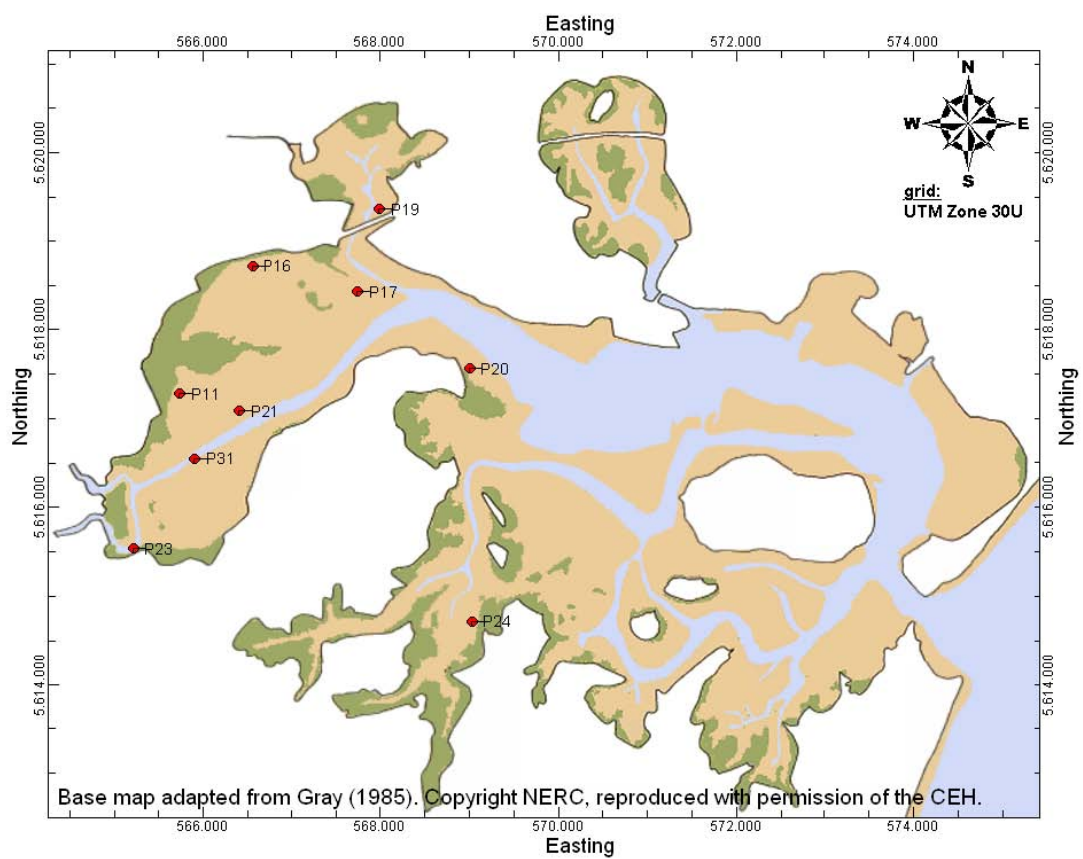 Easting
566.000 568.000 570.000 572.000 574.000
N
W E
S
grid:
UTM Zone 30U
5.620.000
5.620.000
P19
P16
P17
5.618.000
5.618.000
P20
P11
P21
Northing
Northing
P31
5.616.000
5.616.000
P23
P24
5.614.000
5.614.000
Base map adapted from Gray (1985). Copyright NERC, reproduced with permission of the CEH.
566.000 568.000 570.000 572.000 574.000
Easting